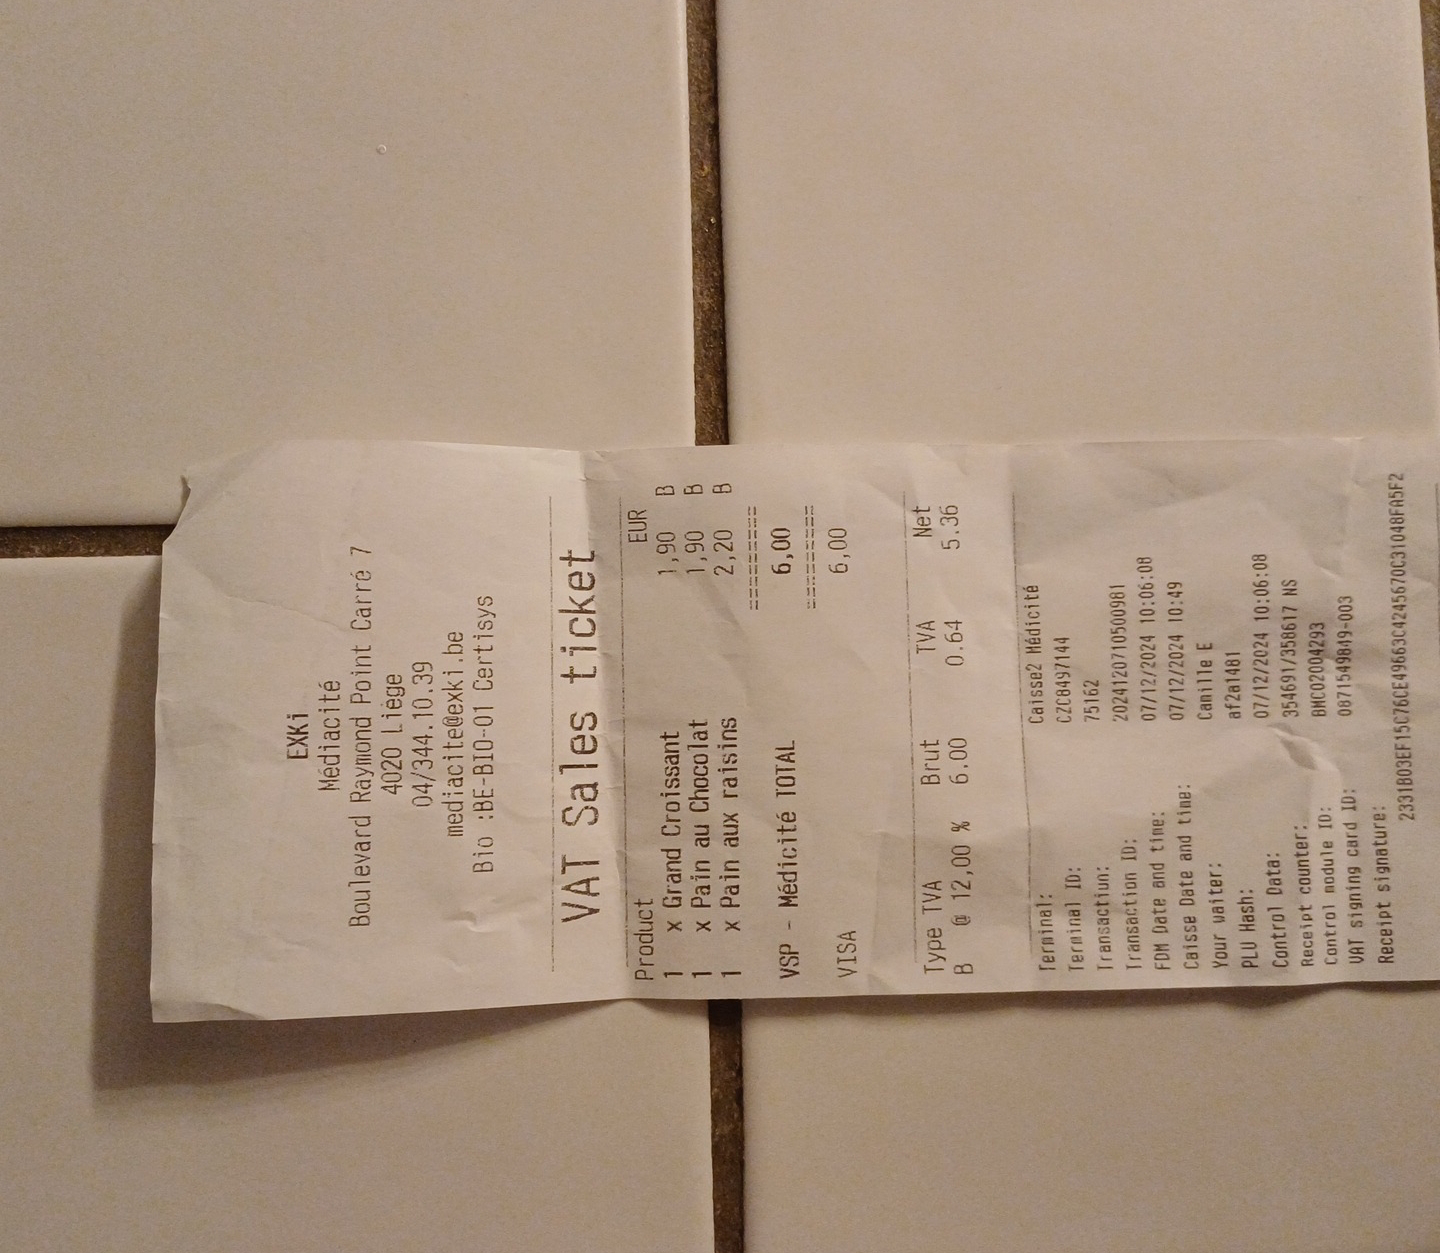 EXKi
Médiacité
Boulevard Raymond Point Carré 7
4020 Liège
04/344.10.39
mediacite@exki.be
Bio :BE-BIO-01 Certisys
VAT Sales ticket
Product EUR
1 x Grand Croissant 1,90 B
1 x Pain au Chocolat 1,90 B
1 x Pain aux raisins 2,20 B
=========
VSP - Médicité TOTAL 6,00
=========
VISA 6,00
Type TVA Brut TVA Net
B @ 12,00 % 6.00 0.64 5.36
Terminal: Caisse2 Médicité
Terminal ID: CZC8497144
Transaction: 75162
Transaction ID: 2024120710500981
FDM Date and time: 07/12/2024 10:06:08
Caisse Date and time: 07/12/2024 10:49
Your waiter: Camille E
PLU Hash: af2a1481
Control Data: 07/12/2024 10:06:08
Receipt counter: 354691/358617 NS
Control module ID: BMC02004293
VAT signing card ID: 0871549849-003
Receipt signature:
2331B03EF15C76CE49663C4245670C31048FA5F2